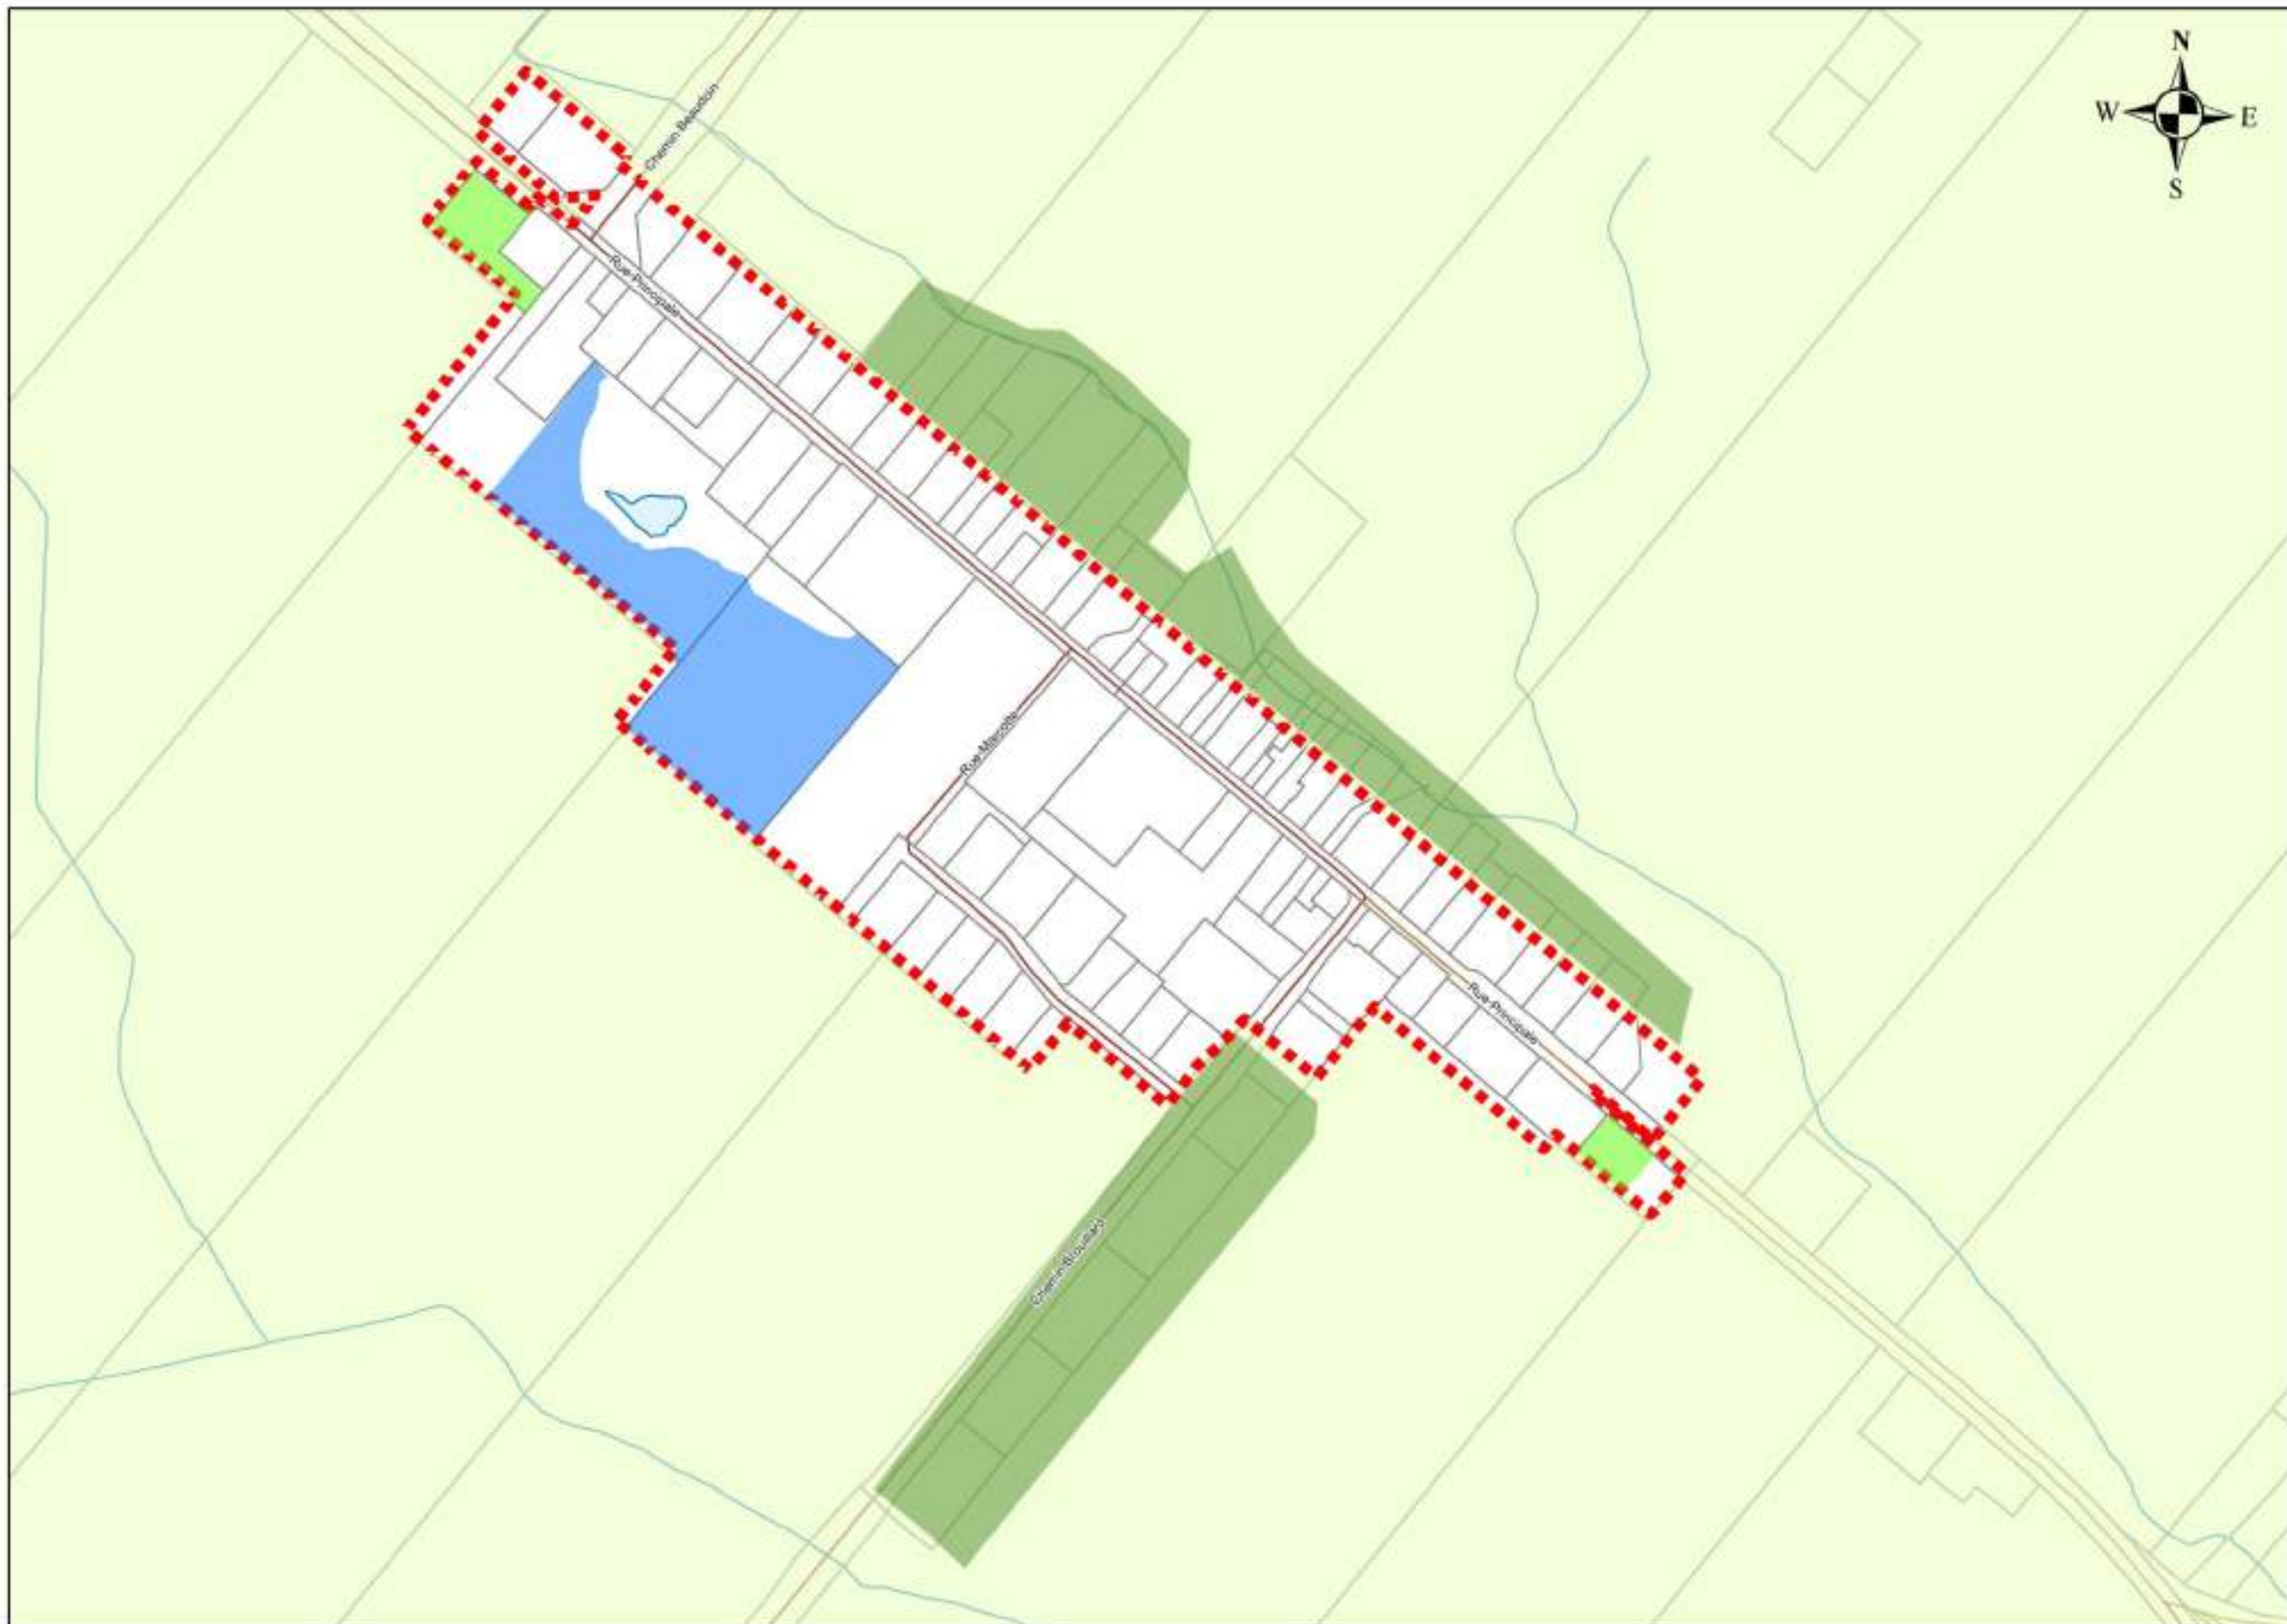 N
W E
S
Chemin Beaudoin
Rue Principale
Rue Marcotte
Rue Principale
Chemin Brouillard